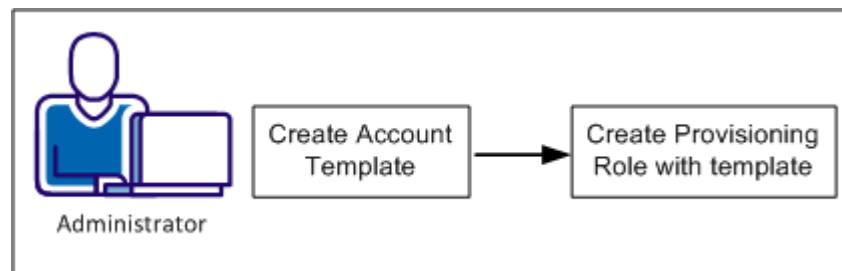 Administrator
Create Account
Template
Create Provisioning
Role with template